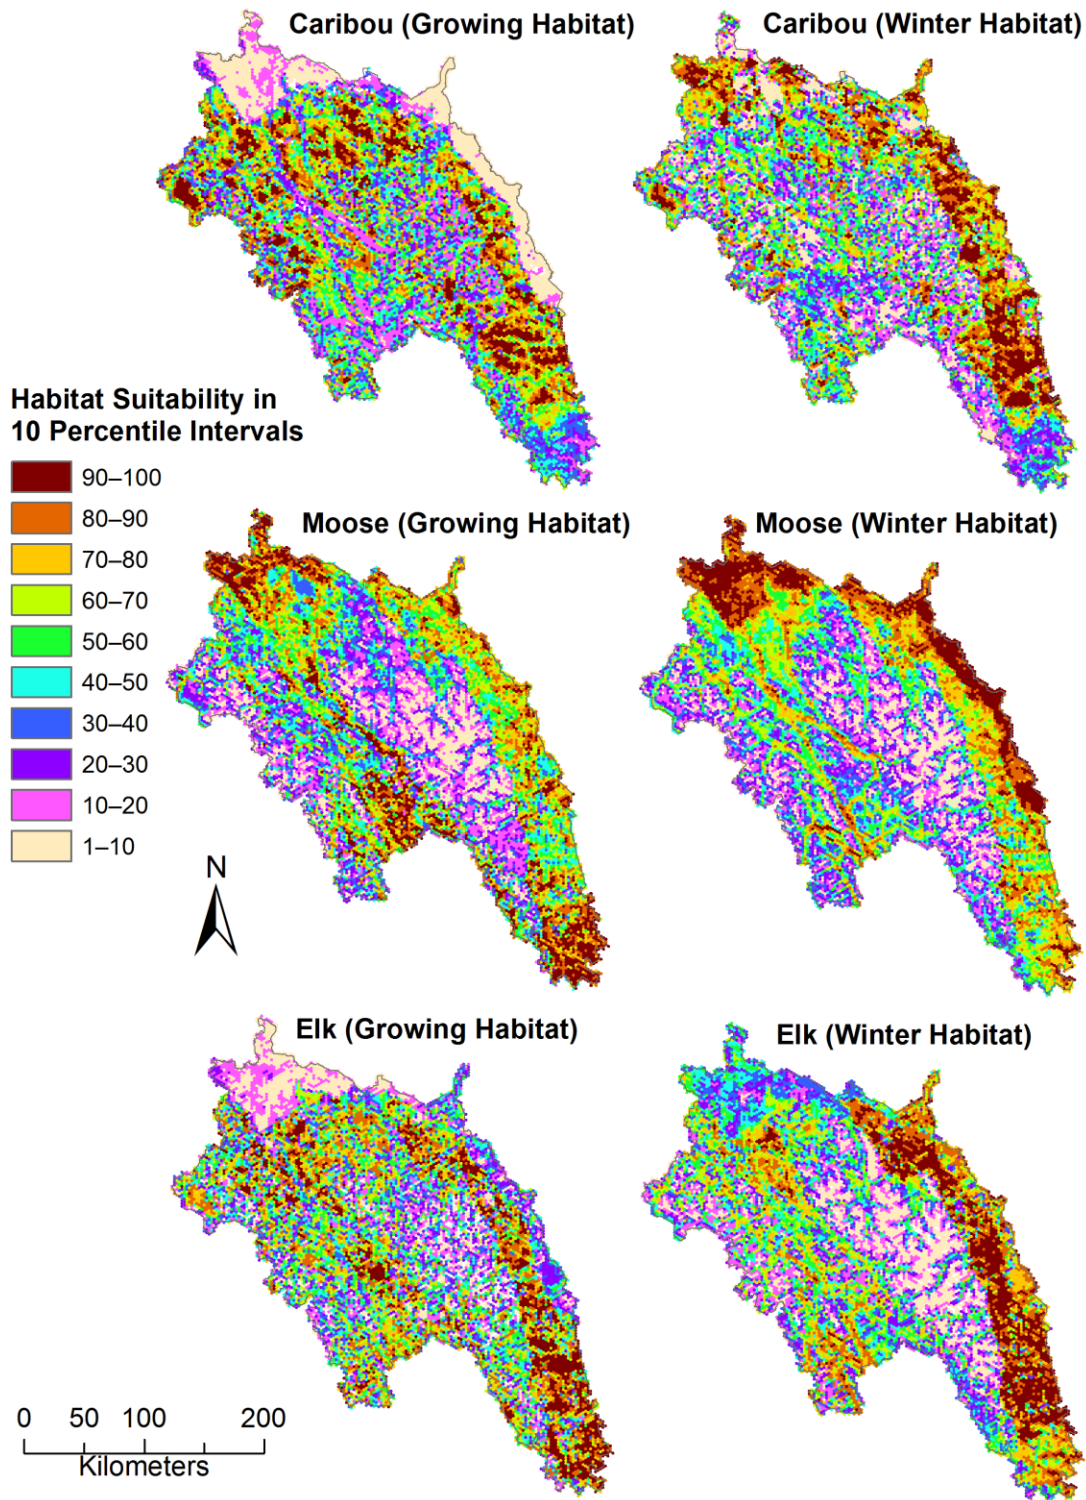 Caribou (Growing Habitat)
Caribou (Winter Habitat)
Habitat Suitability in
10 Percentile Intervals
90–100
80–90
70–80
60–70
50–60
40–50
30–40
20–30
10–20
1–10
Moose (Growing Habitat)
Moose (Winter Habitat)
N
Elk (Growing Habitat)
Elk (Winter Habitat)
0 50 100 200
Kilometers